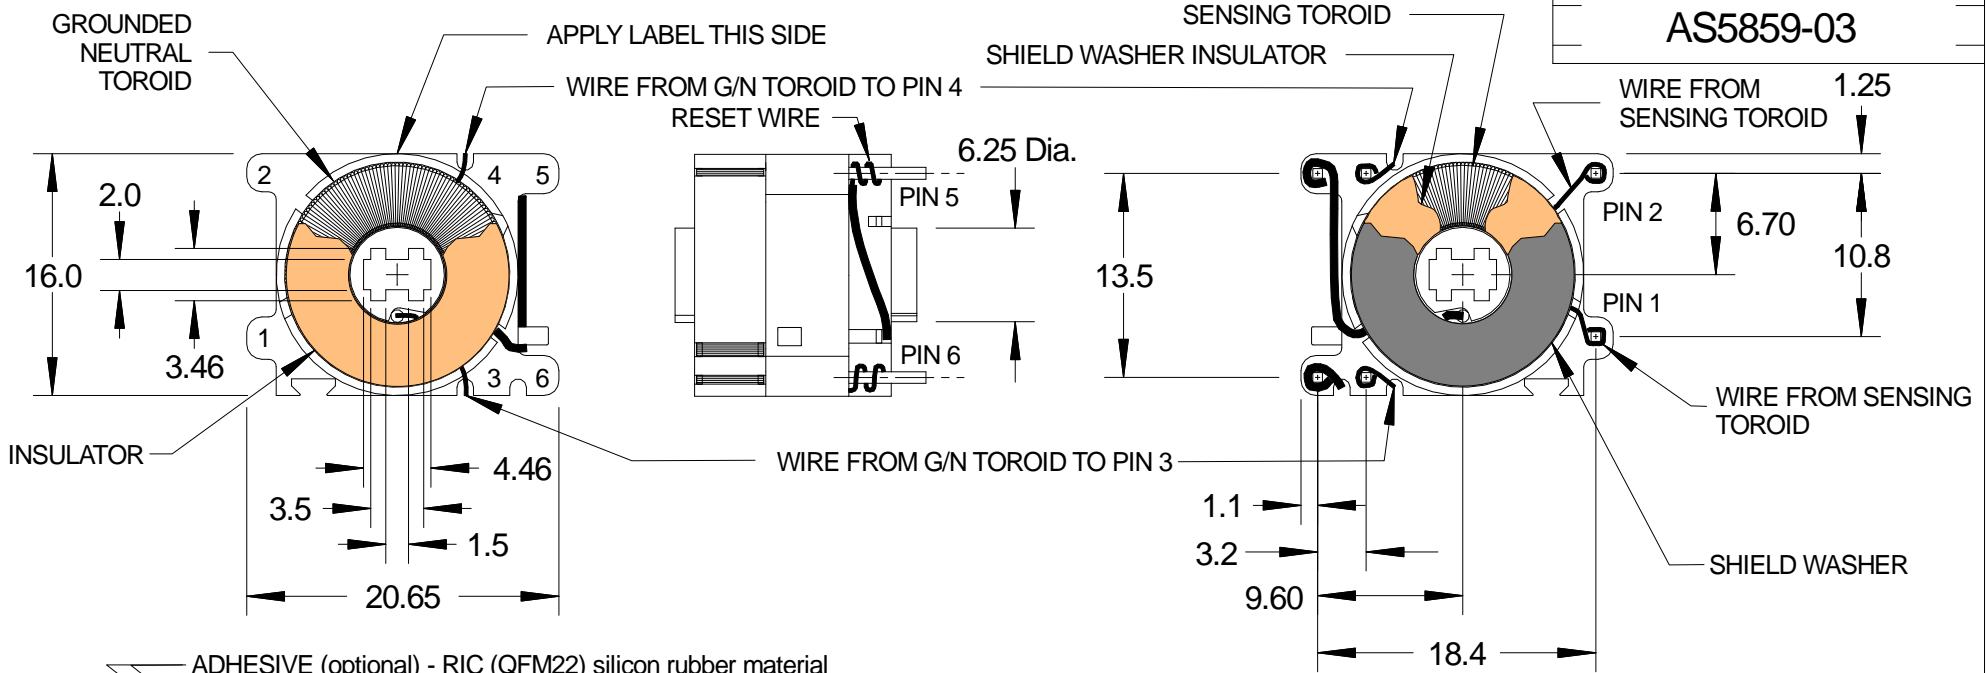 GROUNDED
NEUTRAL
TOROID
APPLY LABEL THIS SIDE
WIRE FROM G/N TOROID TO PIN 4
RESET WIRE
SENSING TOROID
SHIELD WASHER INSULATOR
AS5859-03
WIRE FROM
SENSING TOROID
1.25
2
4
5
2.0
16.0
1
3.46
3
6
INSULATOR
4.46
3.5
1.5
20.65
6.25 Dia.
PIN 5
PIN 6
WIRE FROM G/N TOROID TO PIN 3
13.5
PIN 2
6.70
10.8
PIN 1
WIRE FROM SENSING
TOROID
1.1
3.2
9.60
18.4
SHIELD WASHER
ADHESIVE (optional) - RIC (QFM22) silicon rubber material